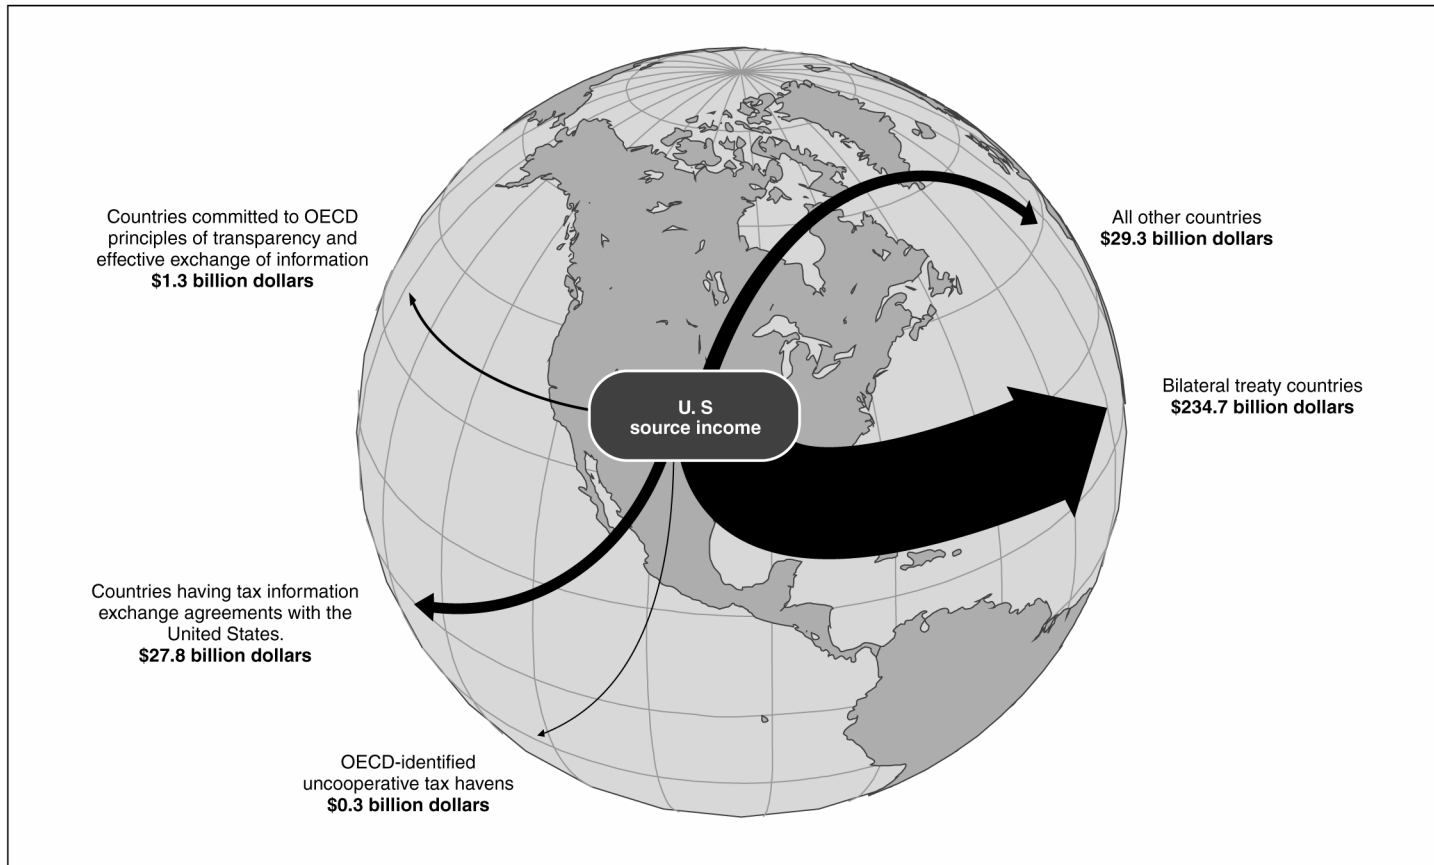 Countries committed to OECD
principles of transparency and
effective exchange of information
$1.3 billion dollars
All other countries
$29.3 billion dollars
Bilateral treaty countries
$234.7 billion dollars
U. S
source income
Countries having tax information
exchange agreements with the
United States.
$27.8 billion dollars
OECD-identified
uncooperative tax havens
$0.3 billion dollars